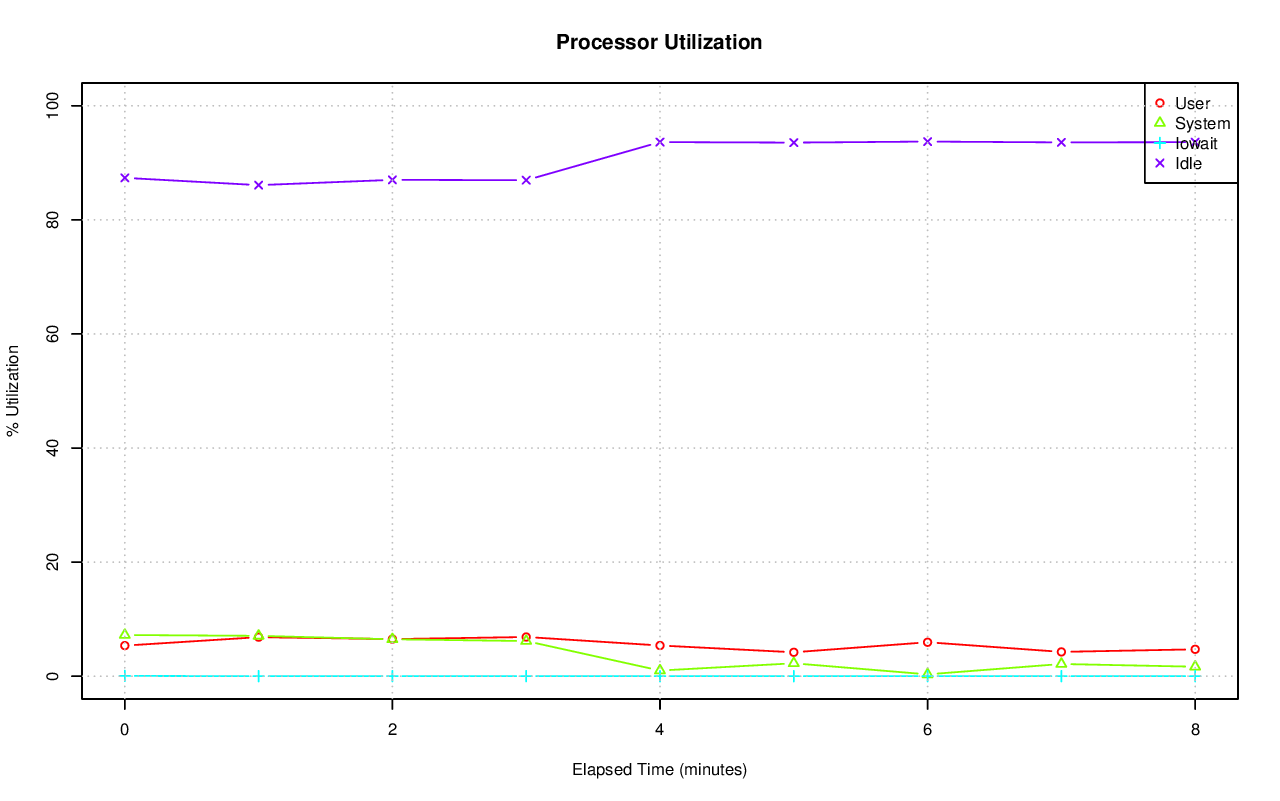 Processor Utilization
100
80
60
40
20
0
% Utilization
User
System
Iowait
Idle
0 2 4 6 8
Elapsed Time (minutes)